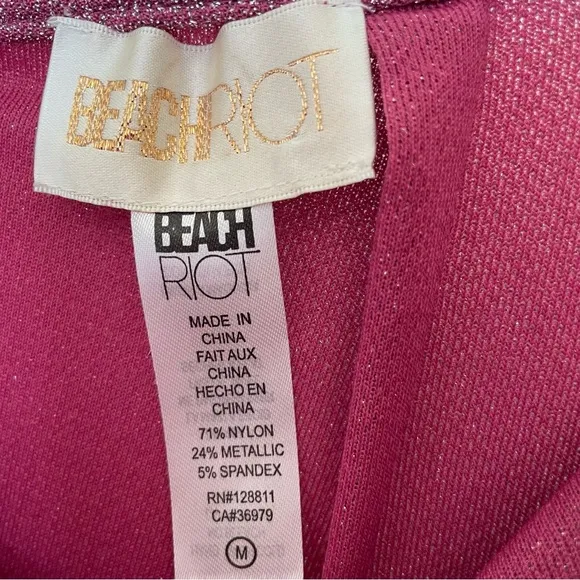 BEACHRIOT
BEACH
RIOT
MADE IN
CHINA
FAIT AUX
CHINA
HECHO EN
CHINA
71% NYLON
24% METALLIC
5% SPANDEX
RN#128811
CA#36979
M